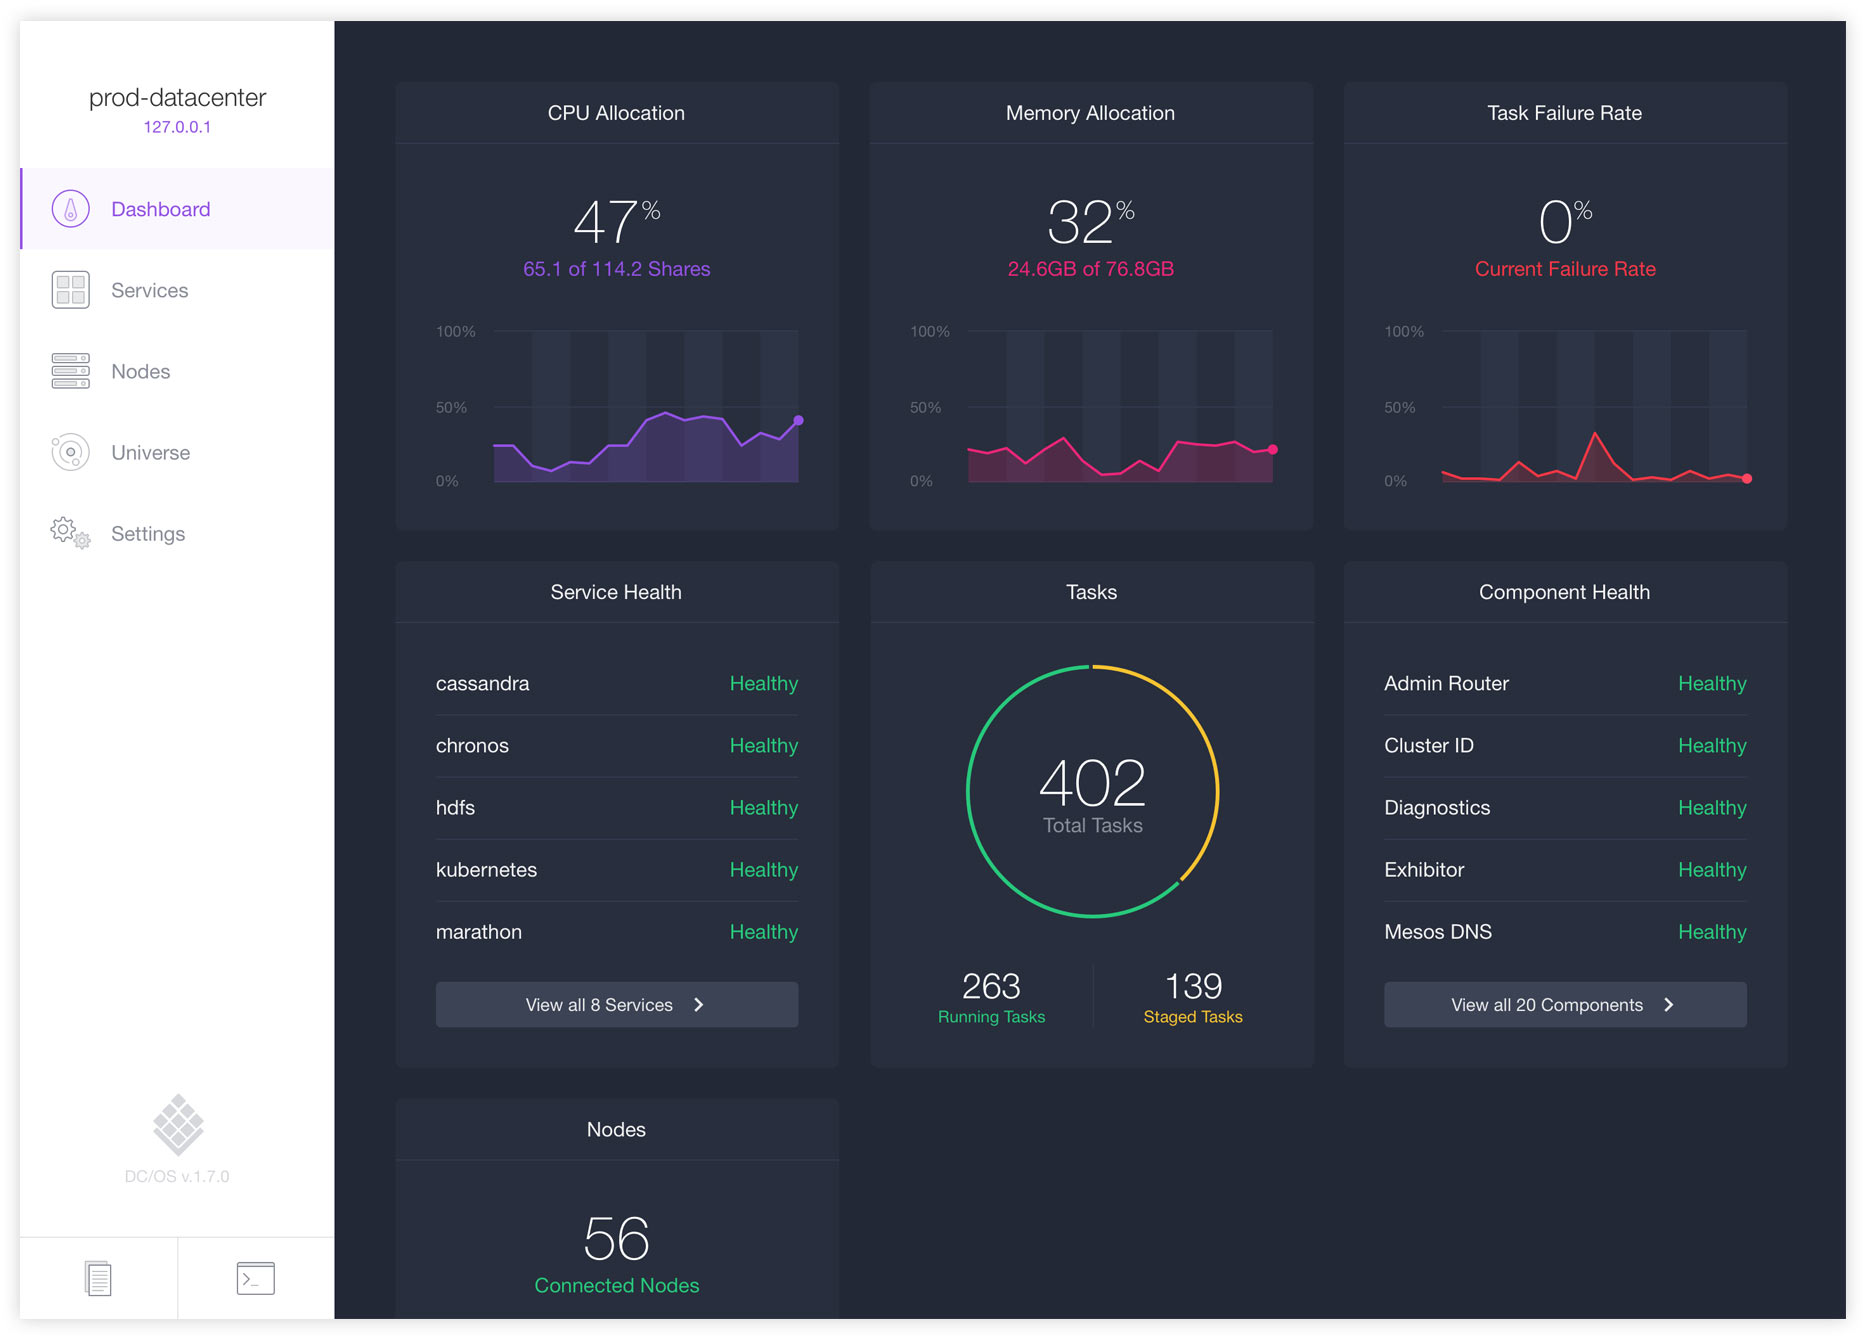 prod-datacenter
127.0.0.1
Dashboard
Services
Nodes
Universe
Settings
DC/OS v.1.7.0
>_
CPU Allocation
47%
65.1 of 114.2 Shares
100%
50%
0%
Memory Allocation
32%
24.6GB of 76.8GB
100%
50%
0%
Task Failure Rate
0%
Current Failure Rate
100%
50%
0%
Service Health
cassandra Healthy
chronos Healthy
hdfs Healthy
kubernetes Healthy
marathon Healthy
View all 8 Services
Tasks
402
Total Tasks
263
Running Tasks
139
Staged Tasks
Component Health
Admin Router Healthy
Cluster ID Healthy
Diagnostics Healthy
Exhibitor Healthy
Mesos DNS Healthy
View all 20 Components
Nodes
56
Connected Nodes